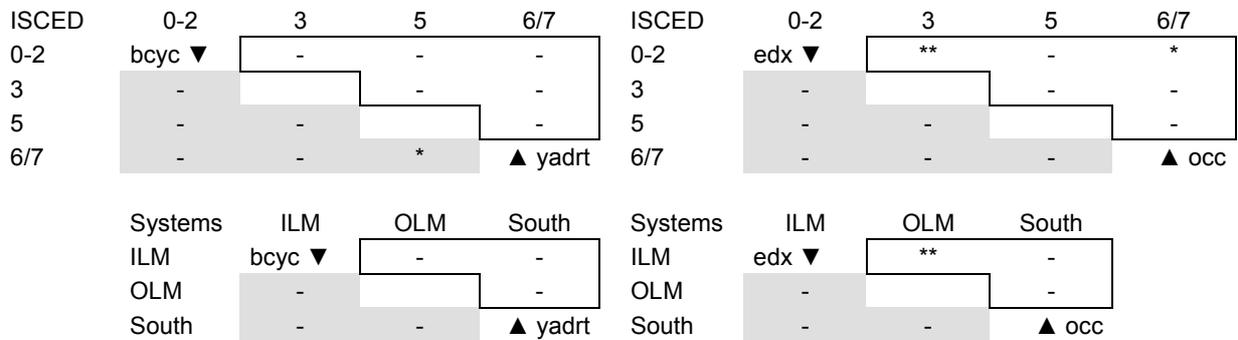 ISCED 0-2 3 5 6/7 ISCED 0-2 3 5 6/7
0-2 bcyc ▼ - - - 0-2 edx ▼ ** - *
3 - - - 3 - - -
5 - - - 5 - - -
6/7 - - * ▲ yadrt 6/7 - - - ▲ occ
Systems ILM OLM South Systems ILM OLM South
ILM bcyc ▼ - - ILM edx ▼ ** -
OLM - - OLM - -
South - - ▲ yadrt South - - ▲ occ